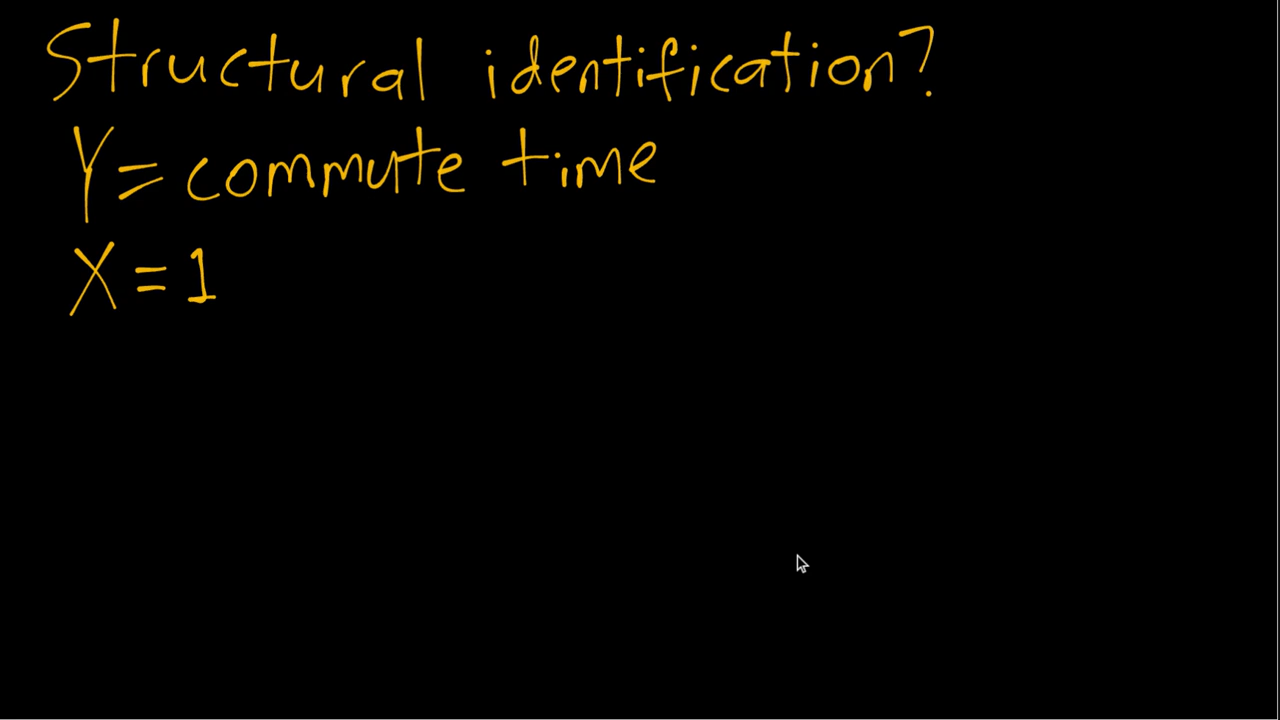 Structural identification?
Y= commute time
X = 1